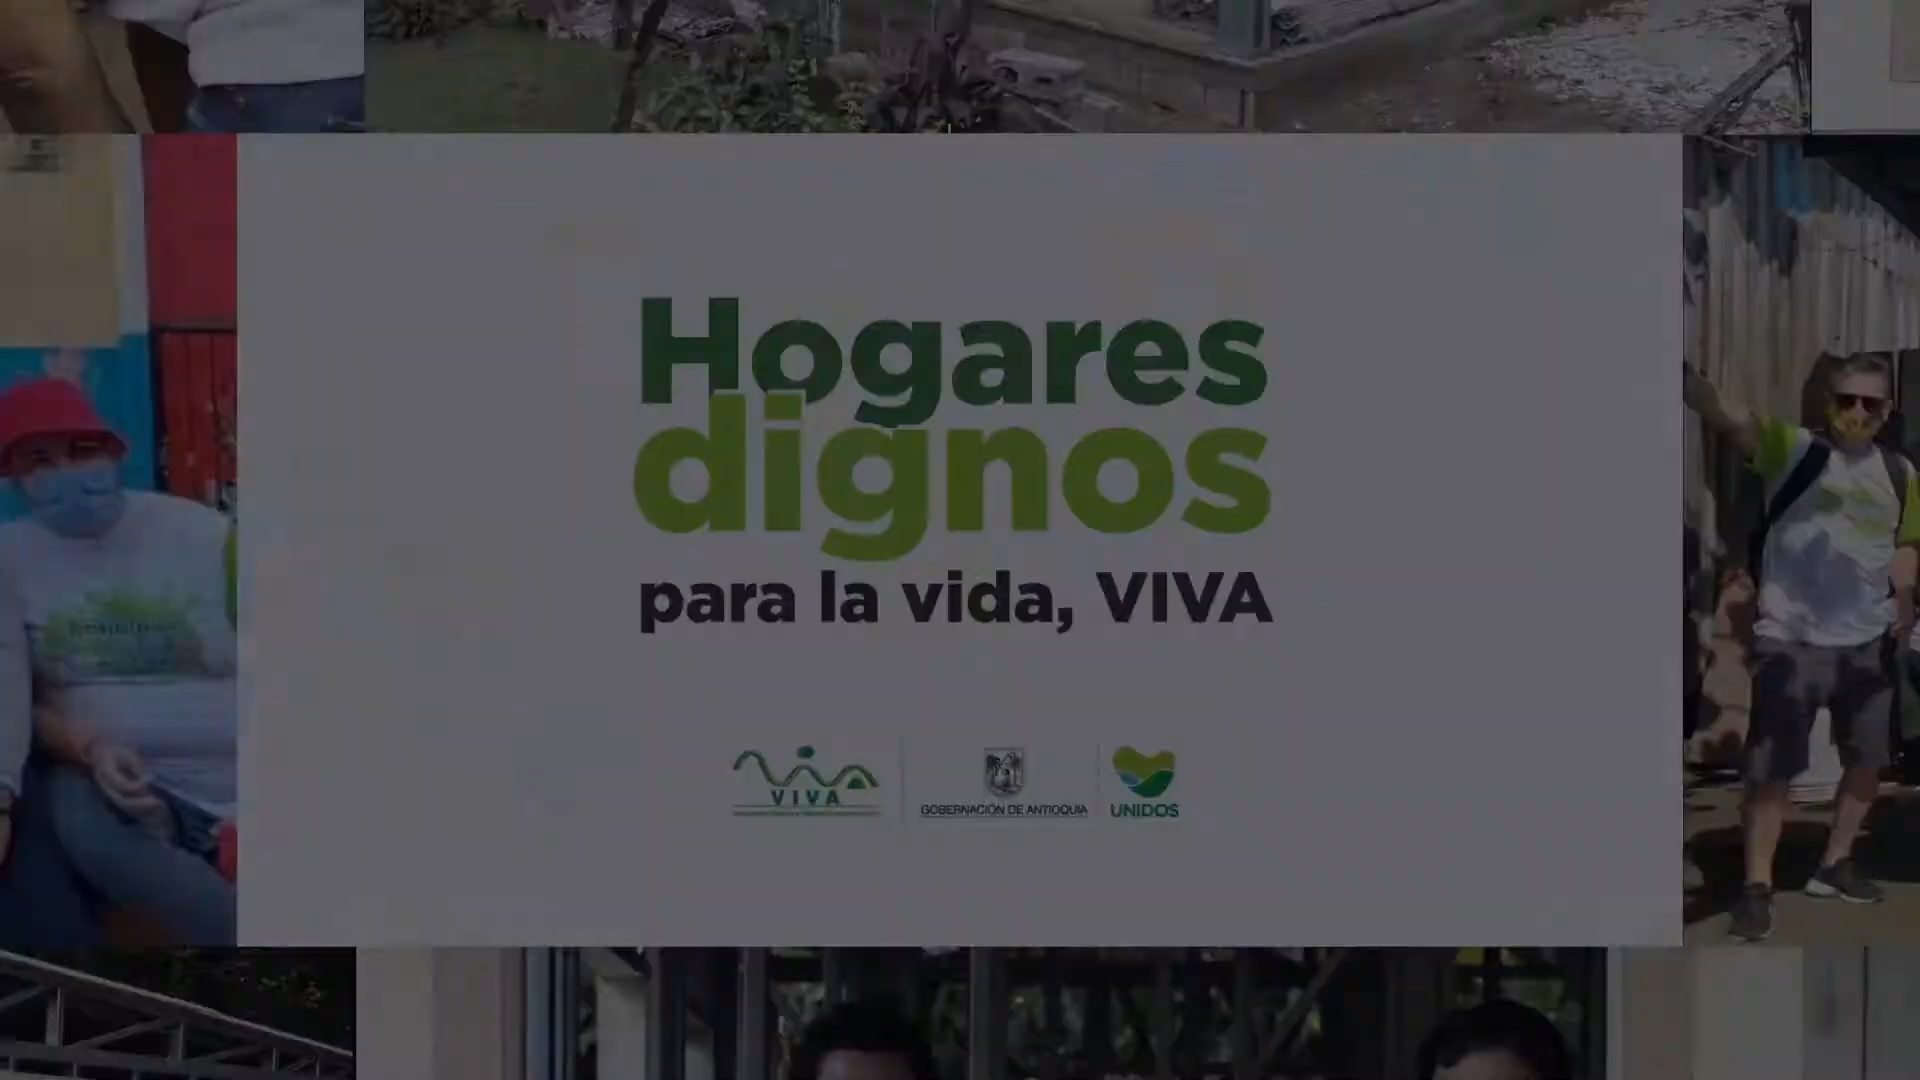 Hogares
dignos
para la vida, VIVA
VIVA
GOBERNACIÓN DE ANTIOQUIA
UNIDOS